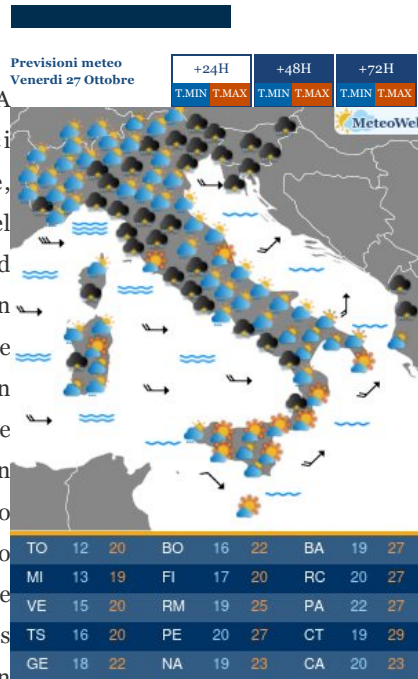 Previsioni meteo
Venerdi 27 Ottobre
+24H +48H +72H
T.MIN T.MAX T.MIN T.MAX T.MIN T.MAX
A
MeteoWeb
i
e,
el
d
n
e
n
e
n
o
o
e
s
n
TO 12 20 BO 16 22 BA 19 27
MI 13 19 FI 17 20 RC 20 27
VE 15 20 RM 19 25 PA 22 27
TS 16 20 PE 20 27 CT 19 29
GE 18 22 NA 19 23 CA 20 23